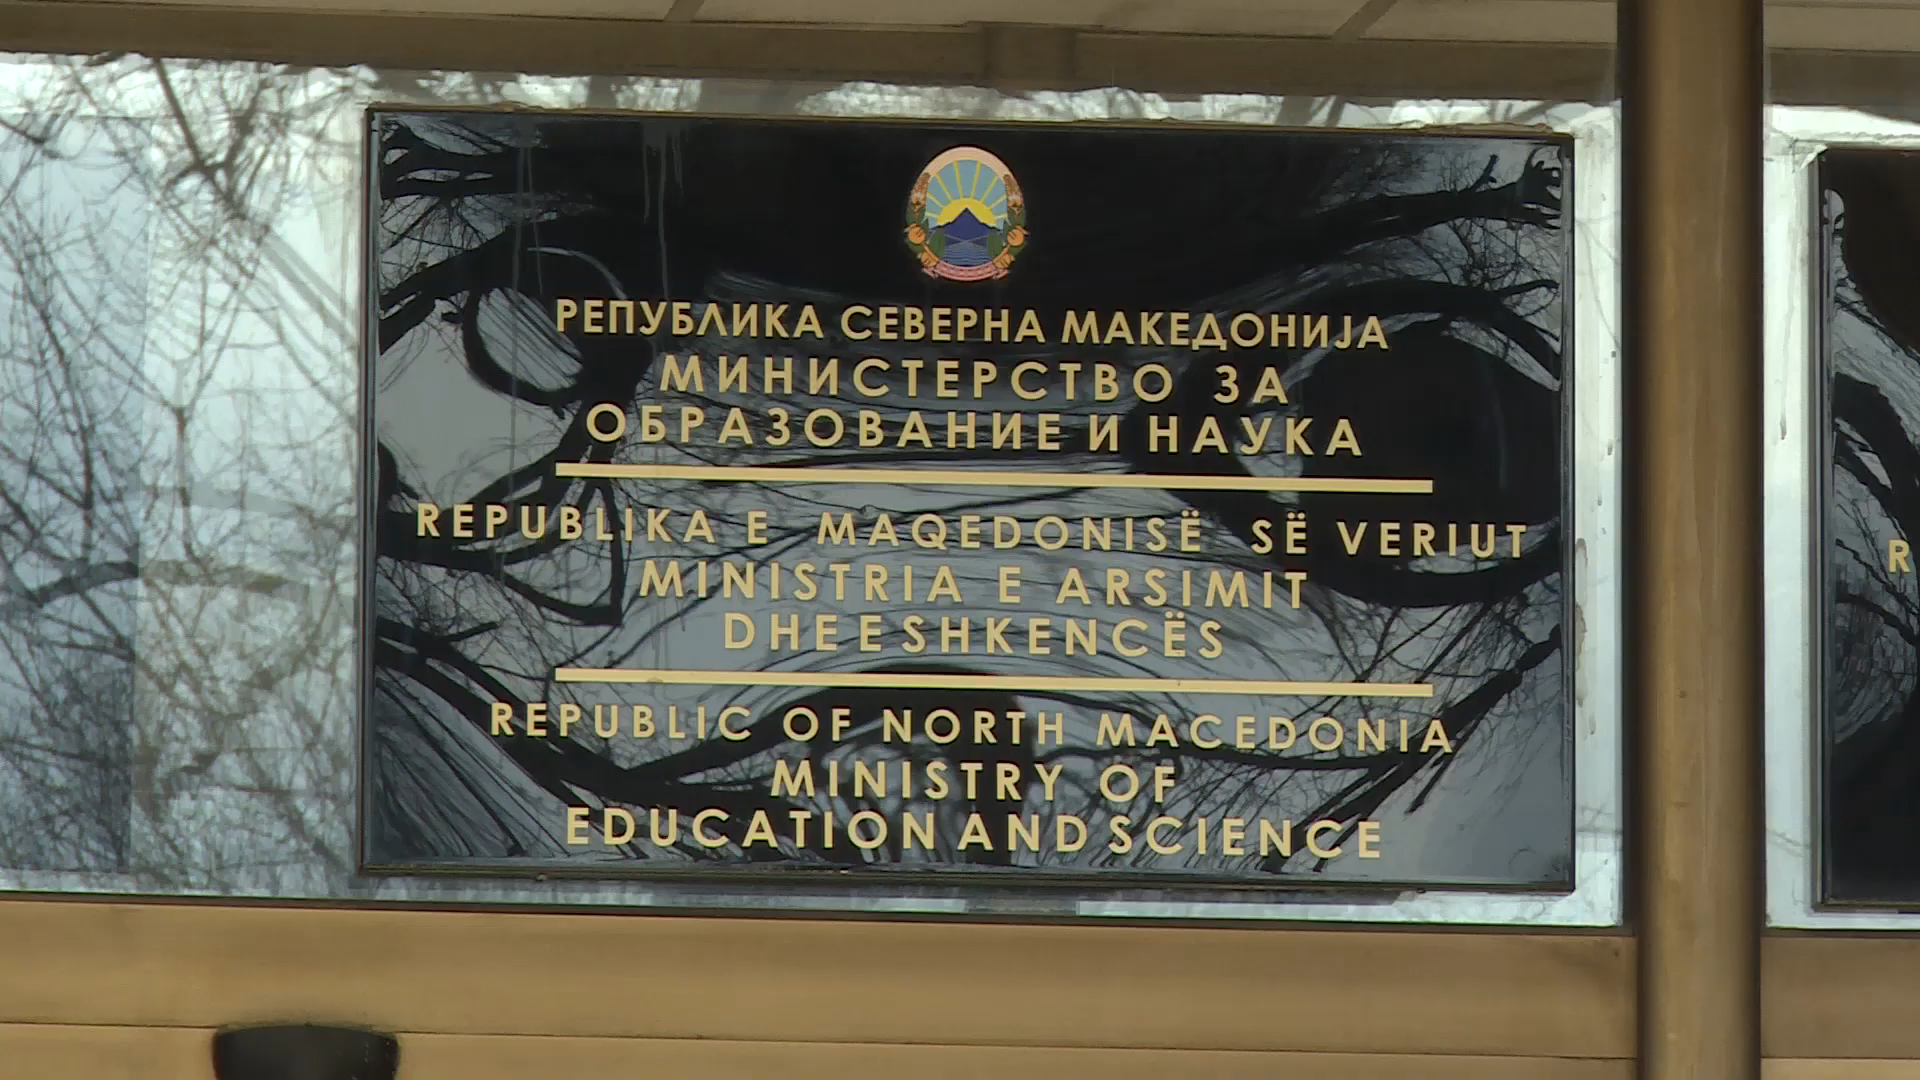 РЕПУБЛИКА СЕВЕРНА МАКЕДОНИЈА
МИНИСТЕРСТВО ЗА
ОБРАЗОВАНИЕ И НАУКА
REPUBLIKA E MAQEDONISË SË VERIUT
MINISTRIA E ARSIMIT
DHE E SHKENCËS
REPUBLIC OF NORTH MACEDONIA
MINISTRY OF
EDUCATION AND SCIENCE
R